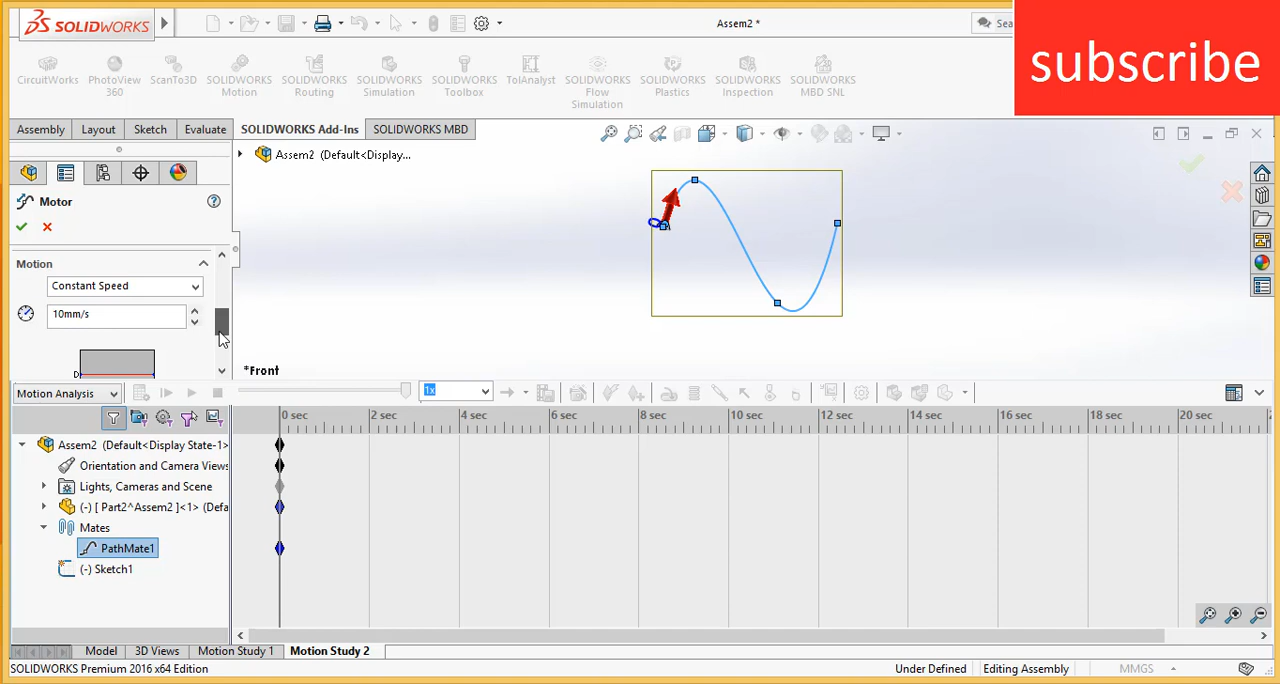 SOLIDWORKS
Assem2 *
Sea
subscribe
CircuitWorks
PhotoView
360
ScanTo3D
SOLIDWORKS
Motion
SOLIDWORKS
Routing
SOLIDWORKS
Simulation
SOLIDWORKS
Toolbox
TolAnalyst
SOLIDWORKS
Flow
Simulation
SOLIDWORKS
Plastics
SOLIDWORKS
Inspection
SOLIDWORKS
MBD SNL
Assembly
Layout
Sketch
Evaluate
SOLIDWORKS Add-Ins
SOLIDWORKS MBD
Assem2 (Default<Display...
Motor
Motion
Constant Speed
10mm/s
D
*Front
Motion Analysis
1x
0 sec
2 sec
4 sec
6 sec
8 sec
10 sec
12 sec
14 sec
16 sec
18 sec
20 sec
Assem2 (Default<Display State-1>
Orientation and Camera Views
Lights, Cameras and Scene
(-) [ Part2^Assem2 ]<1> (Defa
Mates
PathMate1
(-) Sketch1
Model
3D Views
Motion Study 1
Motion Study 2
SOLIDWORKS Premium 2016 x64 Edition
Under Defined
Editing Assembly
MMGS